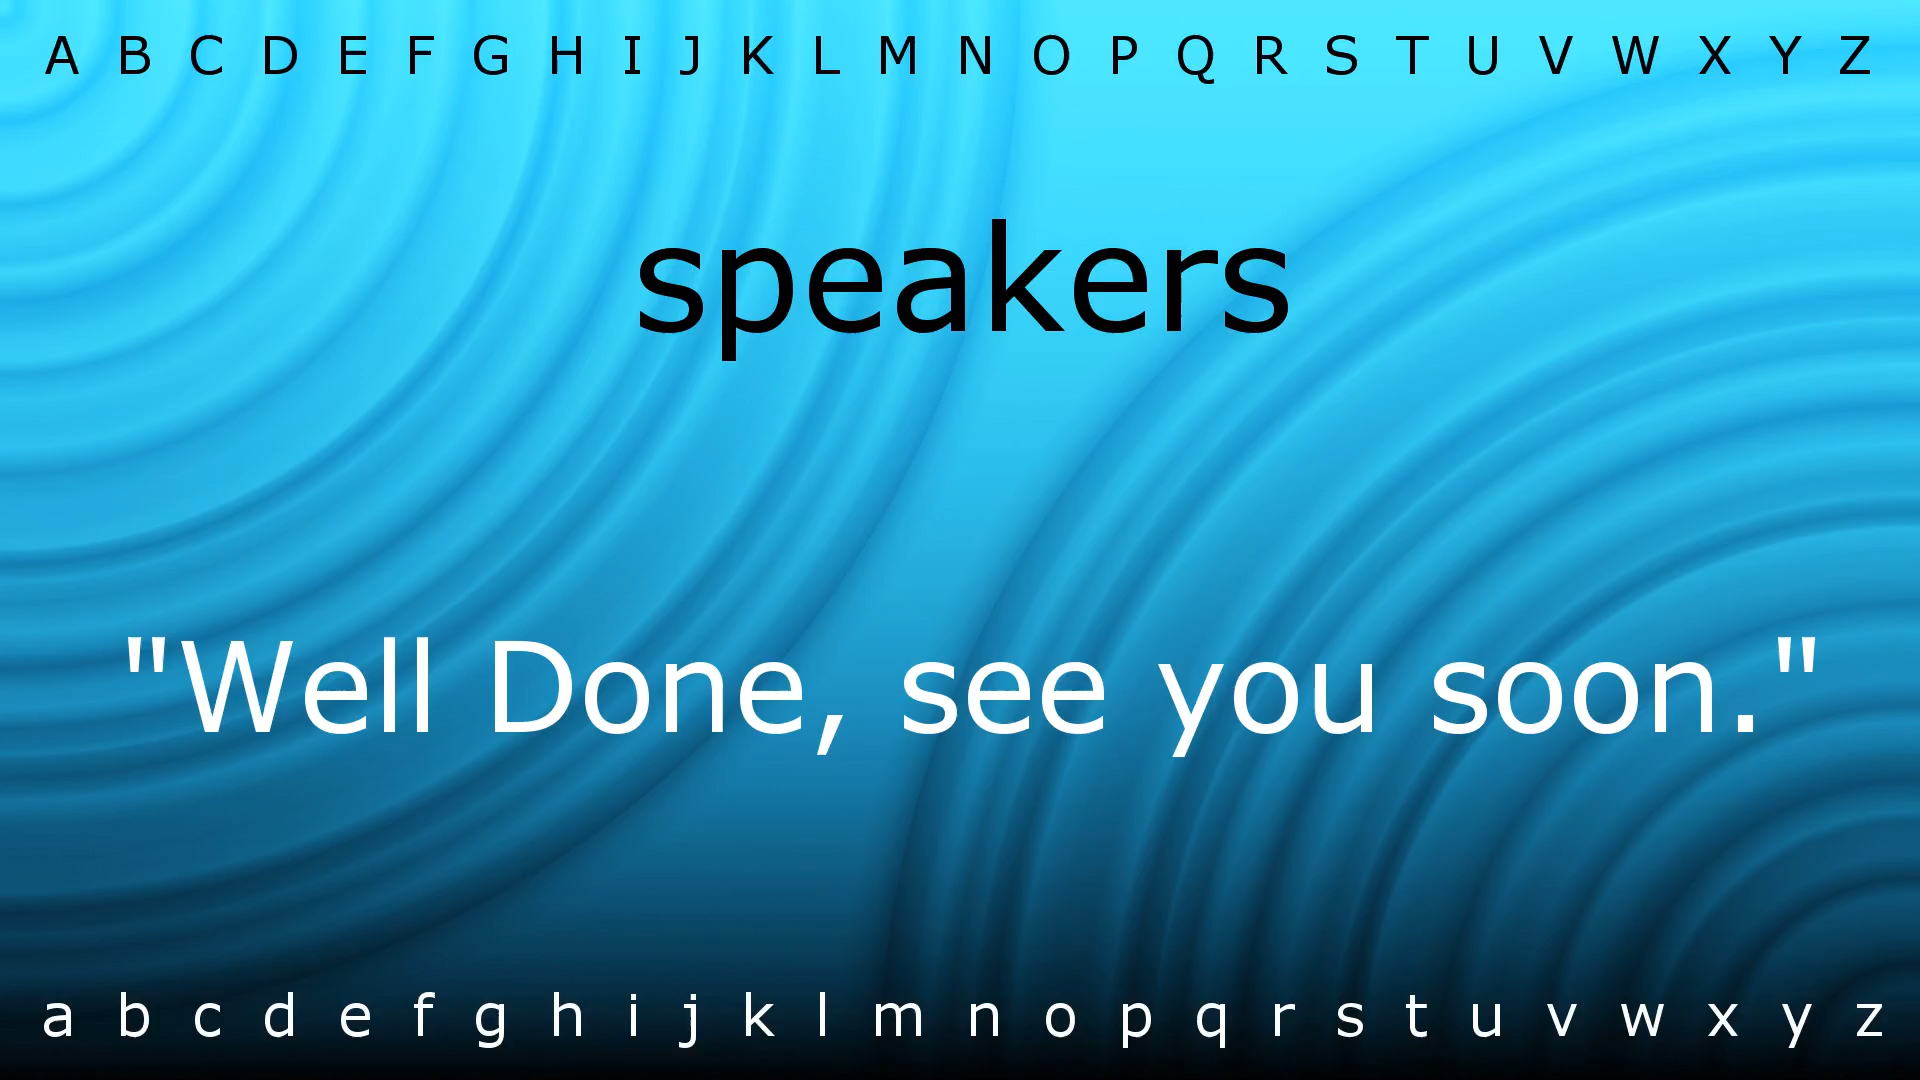 A B C D E F G H I J K L M N O P Q R S T U V W X Y Z
speakers
"Well Done, see you soon."
a b c d e f g h i j k l m n o p q r s t u v w x y z